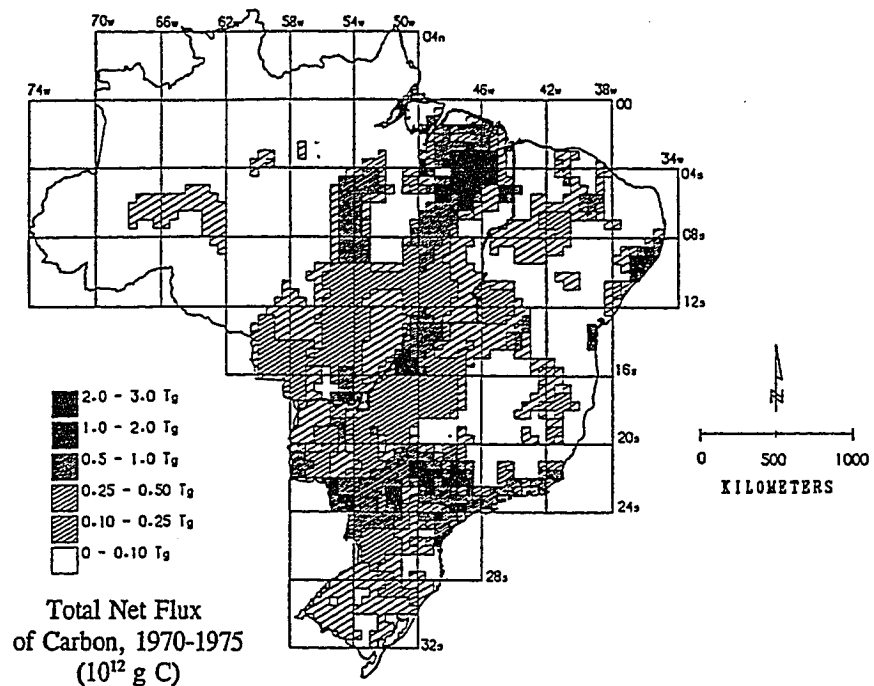 70w 66w 62w 58w 54w 50w
04n
74w 46w 42w 38w
00
34w
04s
08s
12s
16s
20s
24s
28s
32s
2.0 - 3.0 Tg
1.0 - 2.0 Tg
0.5 - 1.0 Tg
0.25 - 0.50 Tg
0.10 - 0.25 Tg
0 - 0.10 Tg
N
0 500 1000
KILOMETERS
Total Net Flux
of Carbon, 1970-1975
(10¹² g C)